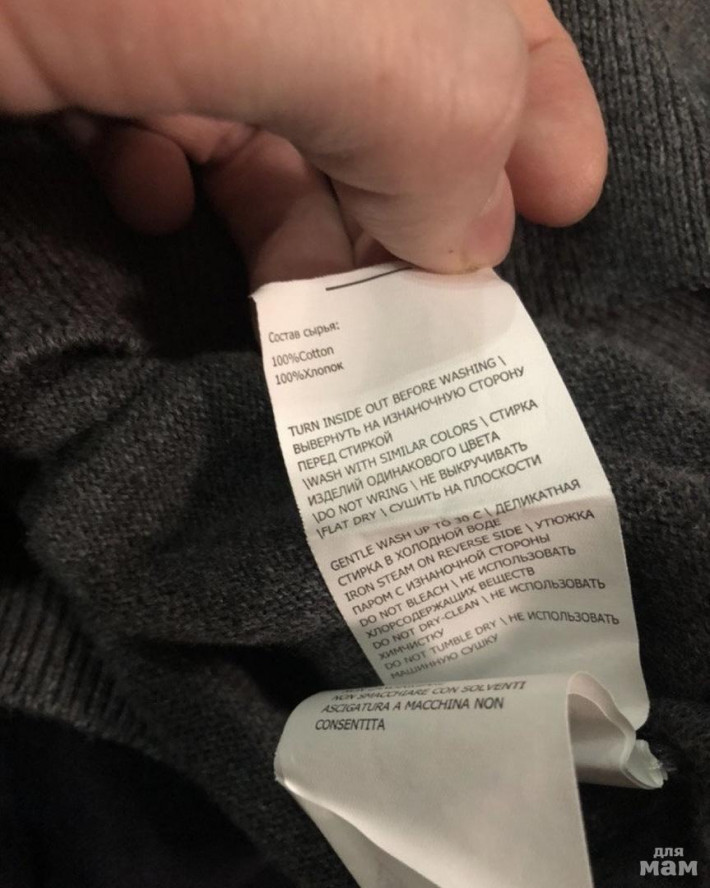 Состав сырья:
100%Cotton
100%Хлопок
TURN INSIDE OUT BEFORE WASHING \
ВЫВЕРНУТЬ НА ИЗНАНОЧНУЮ СТОРОНУ
ПЕРЕД СТИРКОЙ
\WASH WITH SIMILAR COLORS \ СТИРКА
ИЗДЕЛИЙ ОДИНАКОВОГО ЦВЕТА
\DO NOT WRING \ НЕ ВЫКРУЧИВАТЬ
\FLAT DRY \ СУШИТЬ НА ПЛОСКОСТИ
GENTLE WASH UP TO 30 C \ ДЕЛИКАТНАЯ
СТИРКА В ХОЛОДНОЙ ВОДЕ
IRON STEAM ON REVERSE SIDE \ УТЮЖКА
ПАРОМ С ИЗНАНОЧНОЙ СТОРОНЫ
DO NOT BLEACH \ НЕ ИСПОЛЬЗОВАТЬ
ХЛОРСОДЕРЖАЩИХ ВЕЩЕСТВ
DO NOT DRY-CLEAN \ НЕ ИСПОЛЬЗОВАТЬ
ХИМЧИСТКУ
DO NOT TUMBLE DRY \ НЕ ИСПОЛЬЗОВАТЬ
МАШИННУЮ СУШКУ
NON SMACCHIARE CON SOLVENTI
ASCIGATURA A MACCHINA NON
CONSENTITA
для
мам